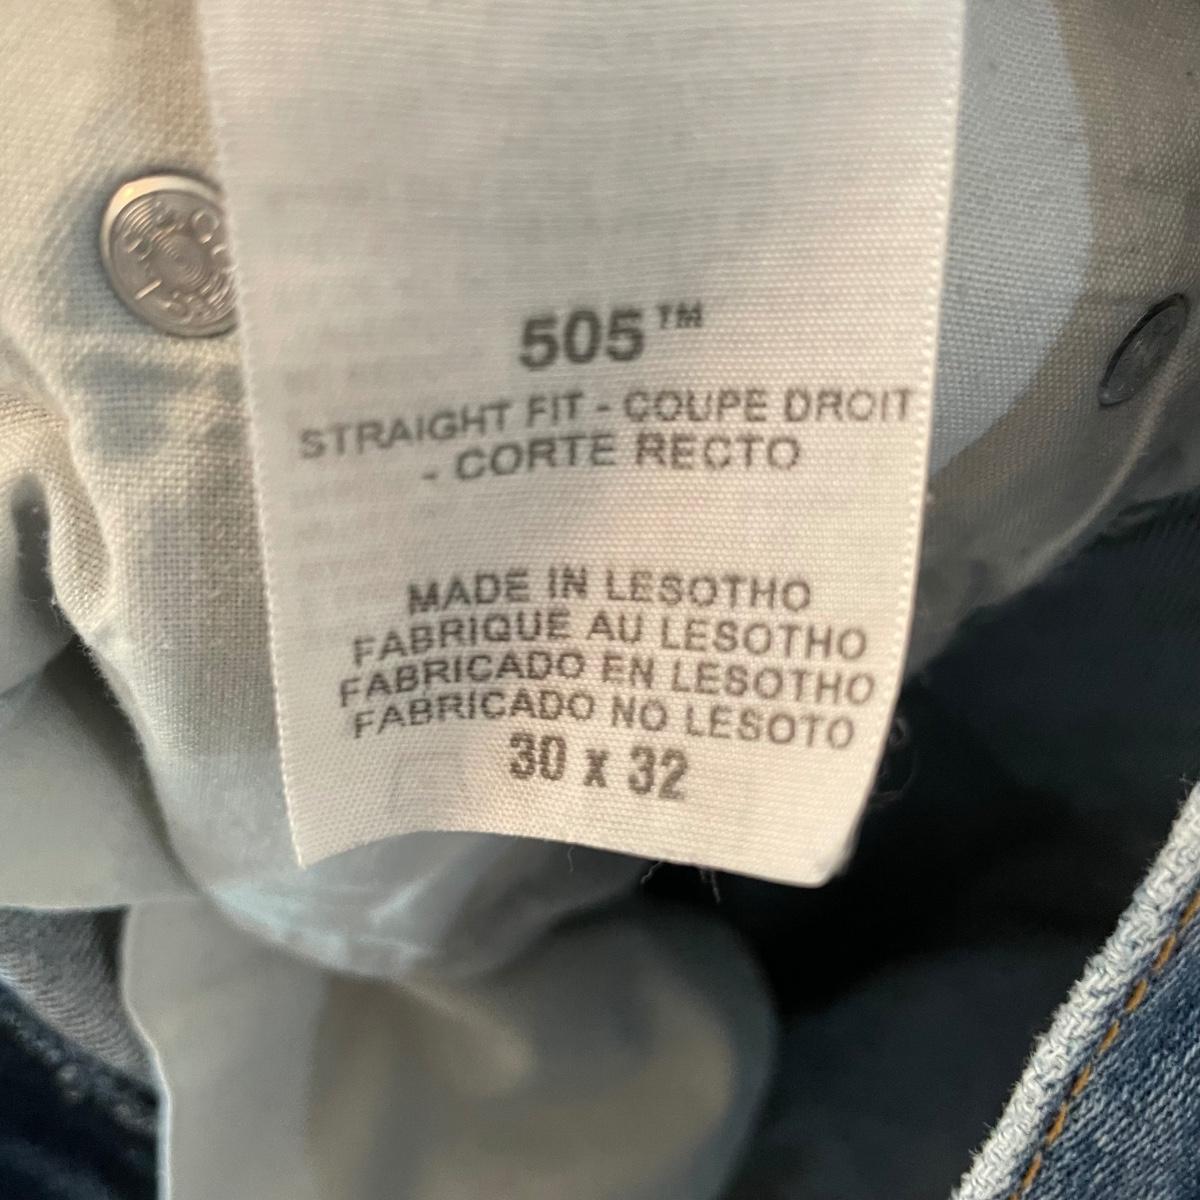 505™
STRAIGHT FIT - COUPE DROIT
- CORTE RECTO
MADE IN LESOTHO
FABRIQUE AU LESOTHO
FABRICADO EN LESOTHO
FABRICADO NO LESOTO
30 x 32